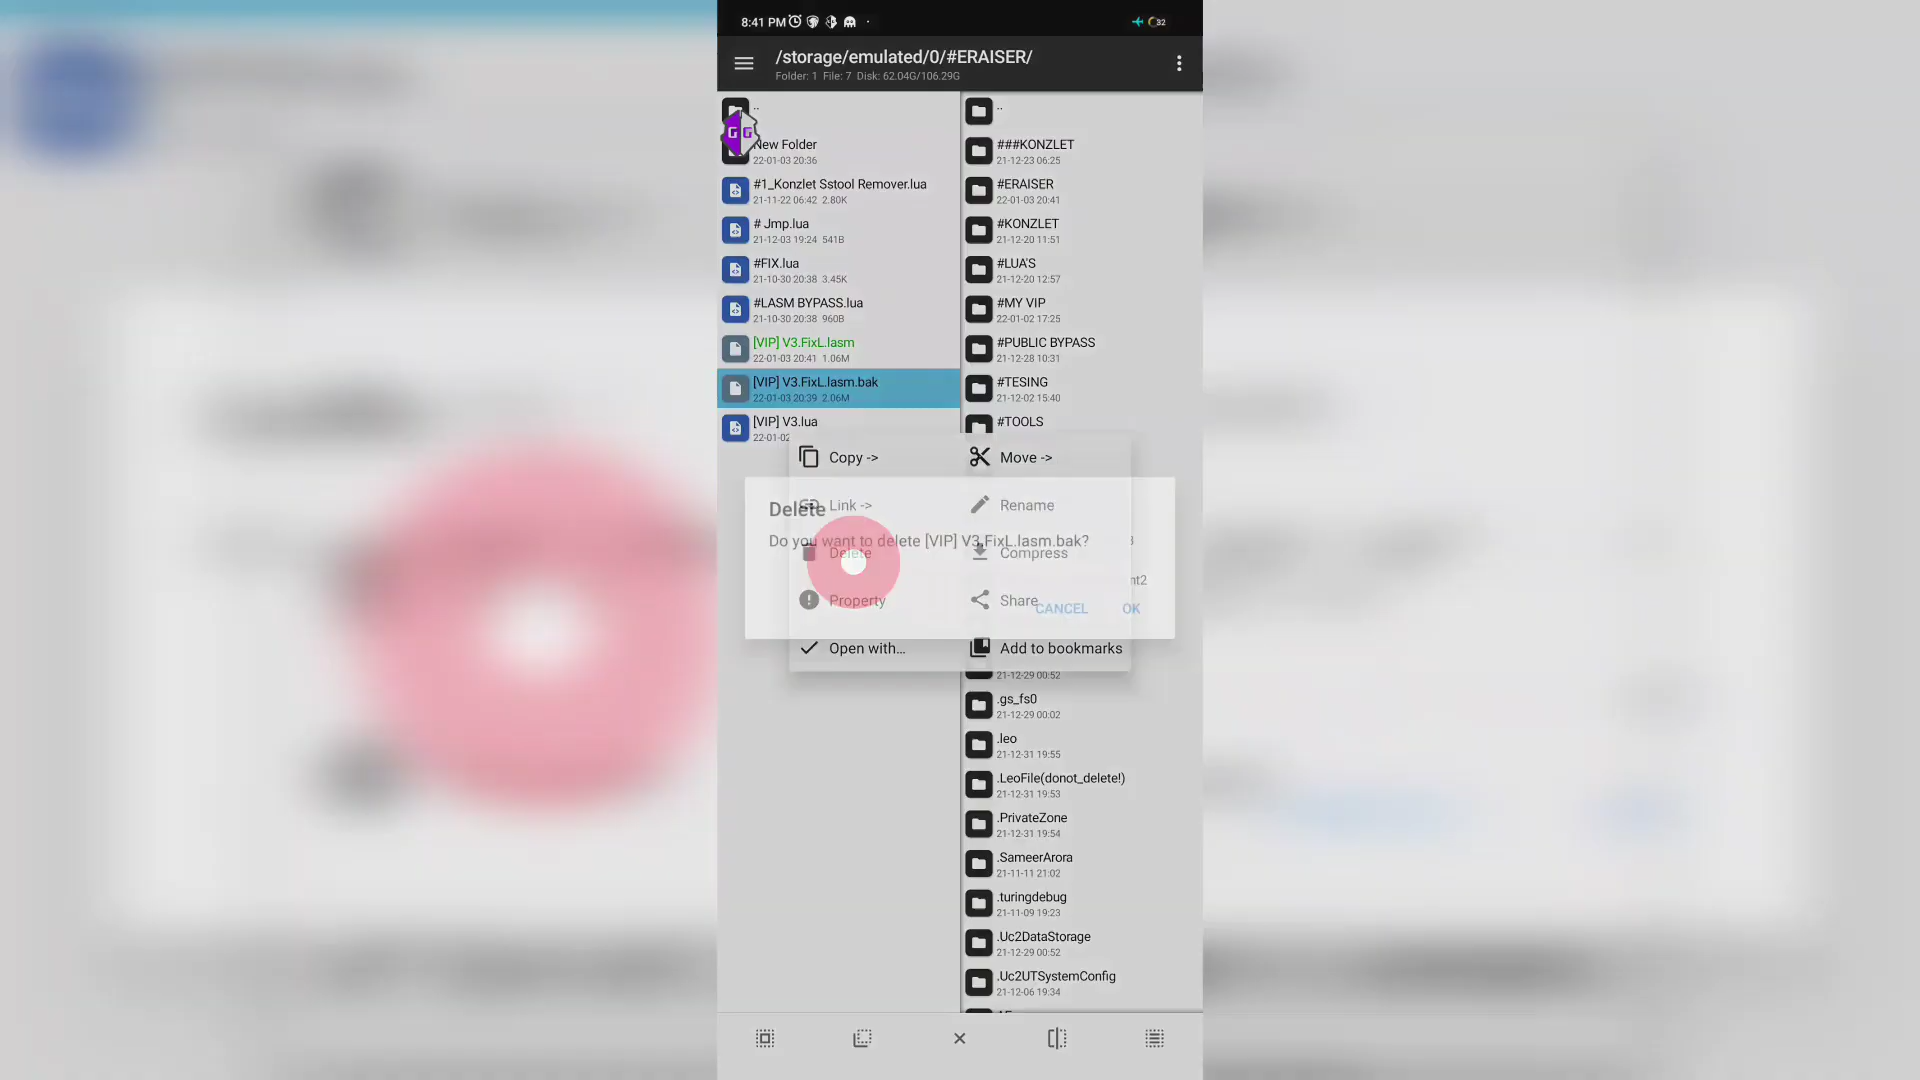 8:41 PM
32
/storage/emulated/0/#ERAISER/
Folder: 1 File: 7 Disk: 62.04G/106.29G
..
New Folder
22-01-03 20:36
#1_Konzlet Sstool Remover.lua
21-11-22 06:42 2.80K
# Jmp.lua
21-12-03 19:24 541B
#FIX.lua
21-10-30 20:38 3.45K
#LASM BYPASS.lua
21-10-30 20:38 960B
[VIP] V3.FixL.lasm
22-01-03 20:41 1.06M
[VIP] V3.FixL.lasm.bak
22-01-03 20:39 2.06M
[VIP] V3.lua
22-01-02
..
###KONZLET
21-12-23 06:25
#ERAISER
22-01-03 20:41
#KONZLET
21-12-20 11:51
#LUA'S
21-12-20 12:57
#MY VIP
22-01-02 17:25
#PUBLIC BYPASS
21-12-28 10:31
#TESING
21-12-02 15:40
#TOOLS
Copy ->
Move ->
Link ->
Rename
Delete
Compress
Property
Share
Open with...
Add to bookmarks
Delete
Do you want to delete [VIP] V3.FixL.lasm.bak?
CANCEL
OK
nt2
21-12-29 00:52
.gs_fs0
21-12-29 00:02
.leo
21-12-31 19:55
.LeoFile(donot_delete!)
21-12-31 19:53
.PrivateZone
21-12-31 19:54
.SameerArora
21-11-11 21:02
.turingdebug
21-11-09 19:23
.Uc2DataStorage
21-12-29 00:52
.Uc2UTSystemConfig
21-12-06 19:34